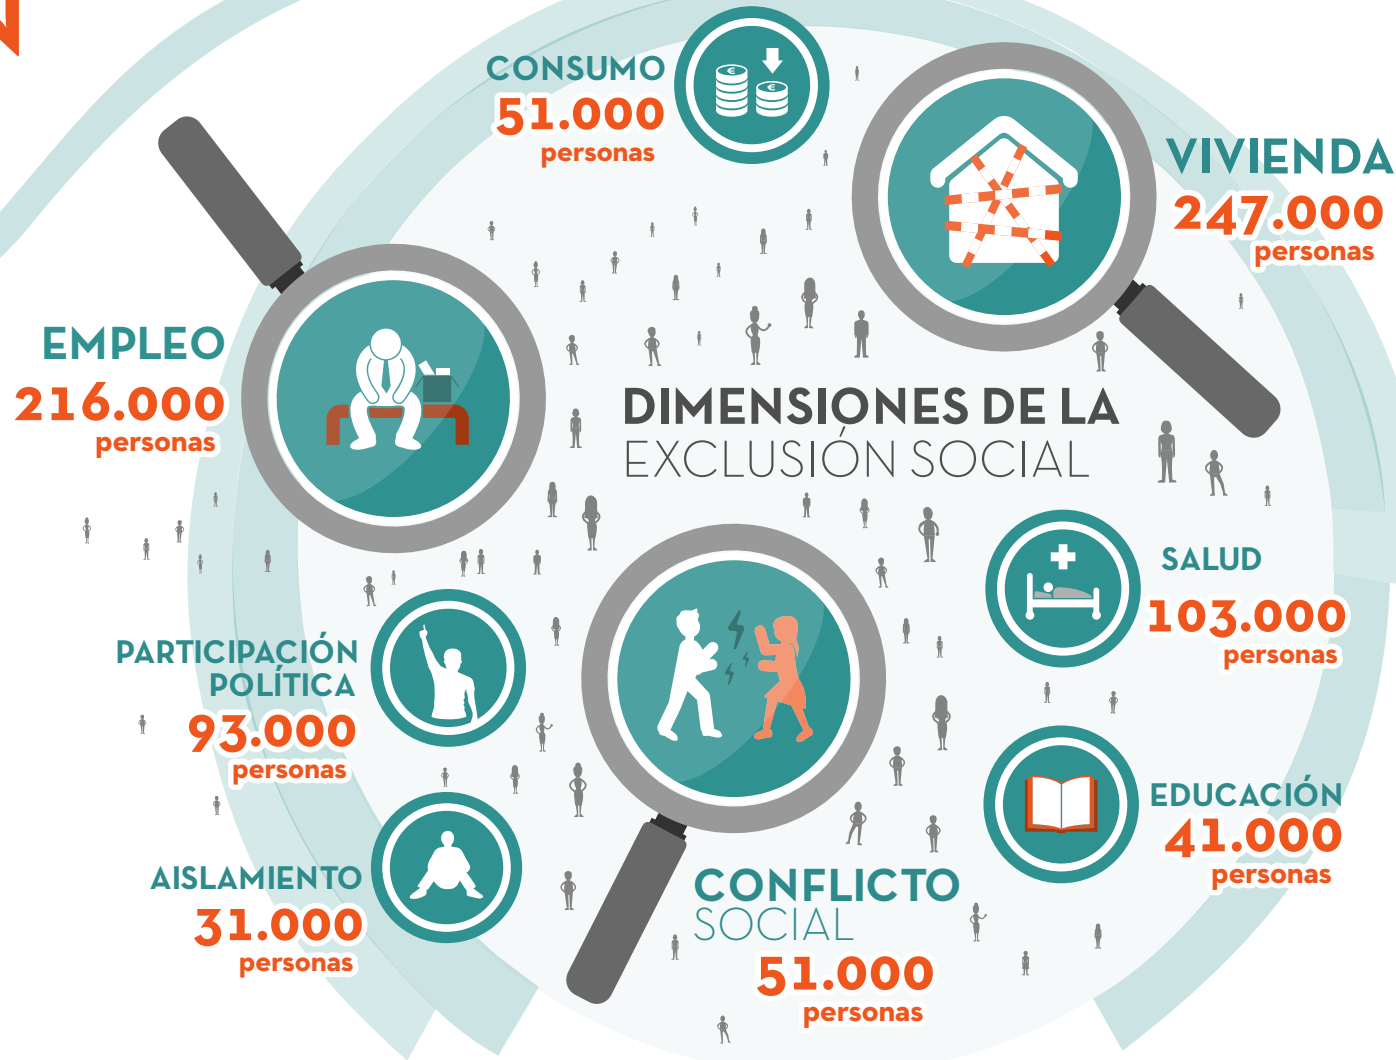 N
CONSUMO
51.000
personas
VIVIENDA
247.000
personas
EMPLEO
216.000
personas
DIMENSIONES DE LA
EXCLUSIÓN SOCIAL
SALUD
103.000
personas
PARTICIPACIÓN
POLÍTICA
93.000
personas
EDUCACIÓN
41.000
personas
AISLAMIENTO
31.000
personas
CONFLICTO
SOCIAL
51.000
personas